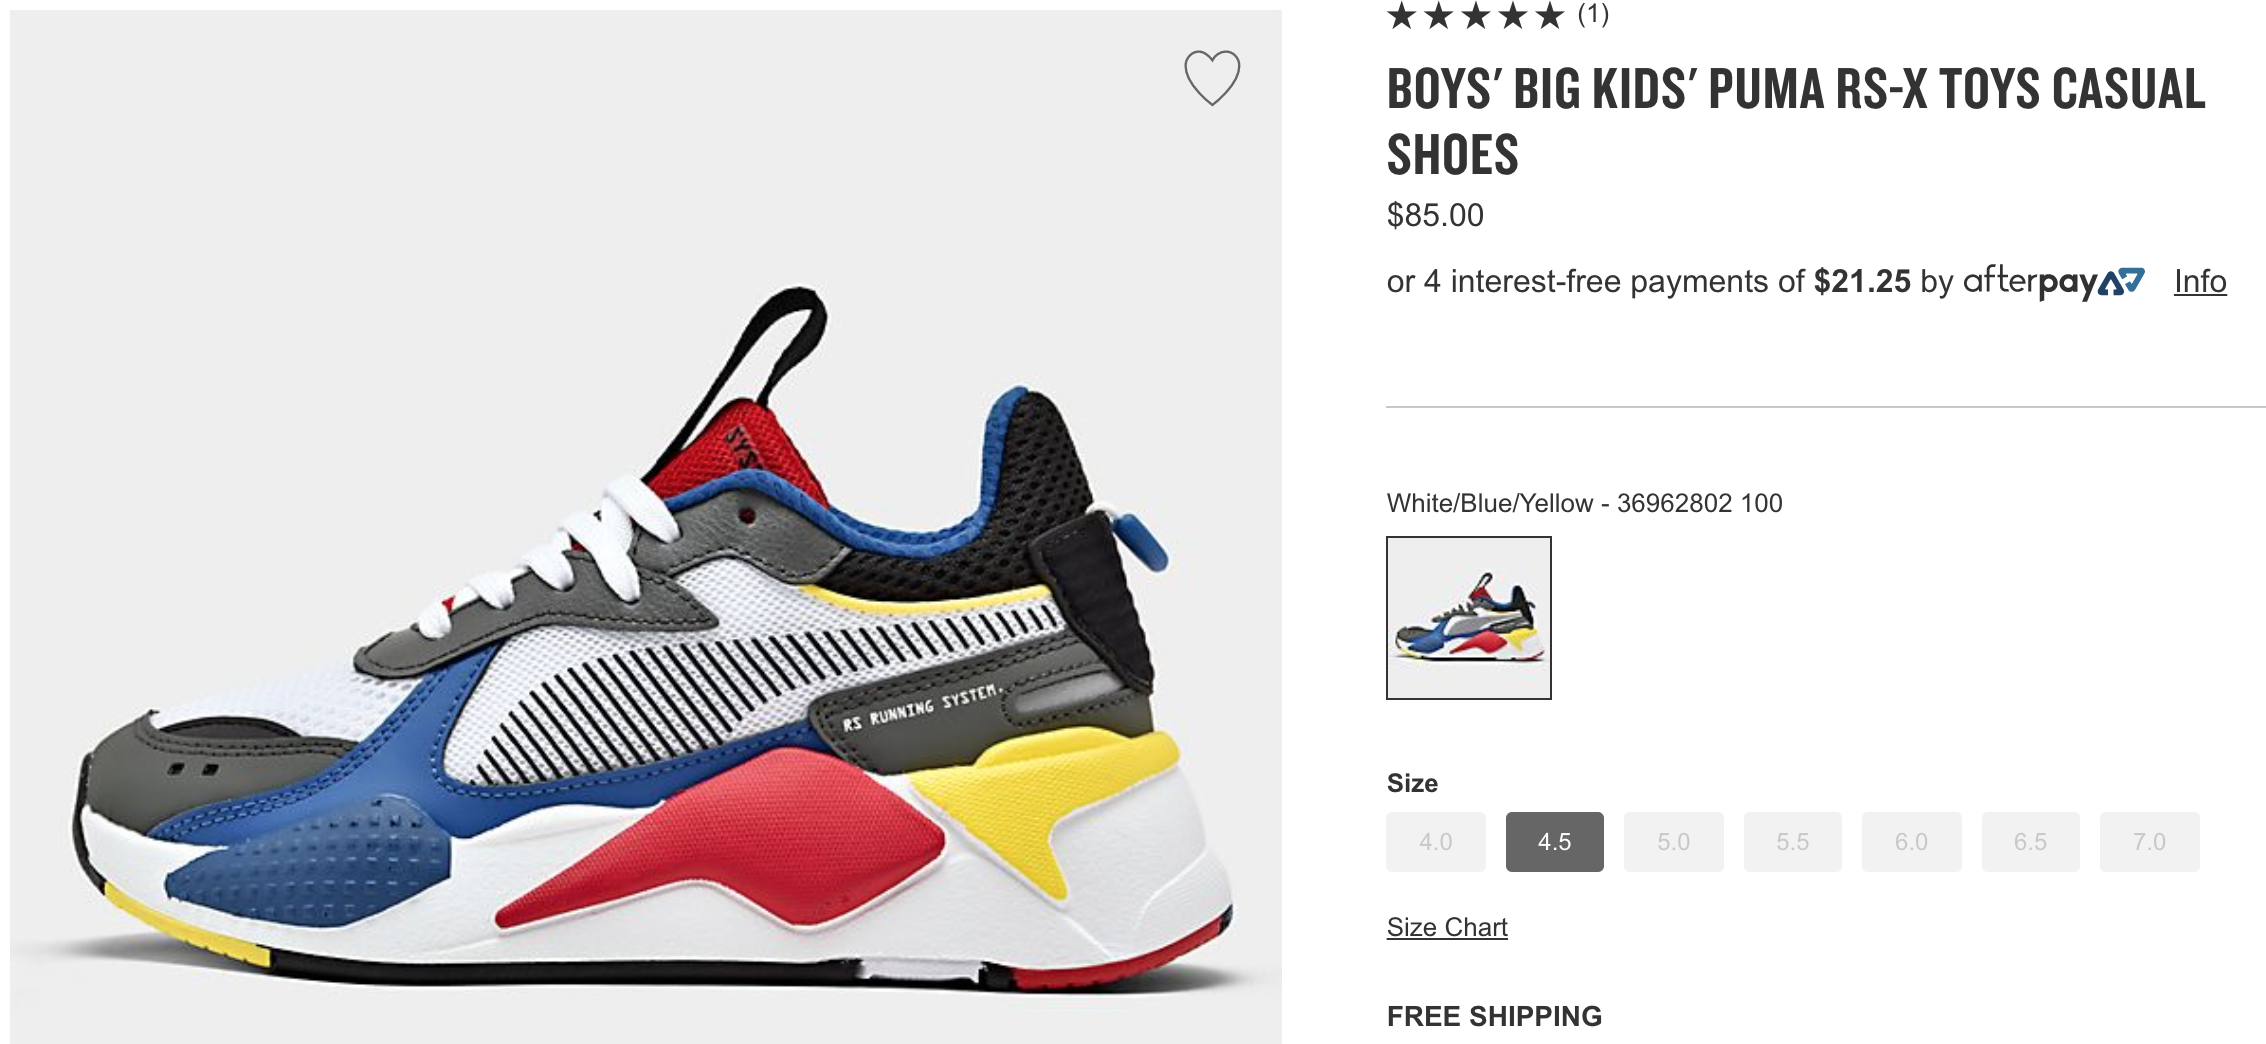 ★★★★★ (1)
BOYS' BIG KIDS' PUMA RS-X TOYS CASUAL
SHOES
$85.00
or 4 interest-free payments of $21.25 by afterpay Info
White/Blue/Yellow - 36962802 100
Size
4.0 4.5 5.0 5.5 6.0 6.5 7.0
Size Chart
FREE SHIPPING
SYS
RS RUNNING SYSTEM.